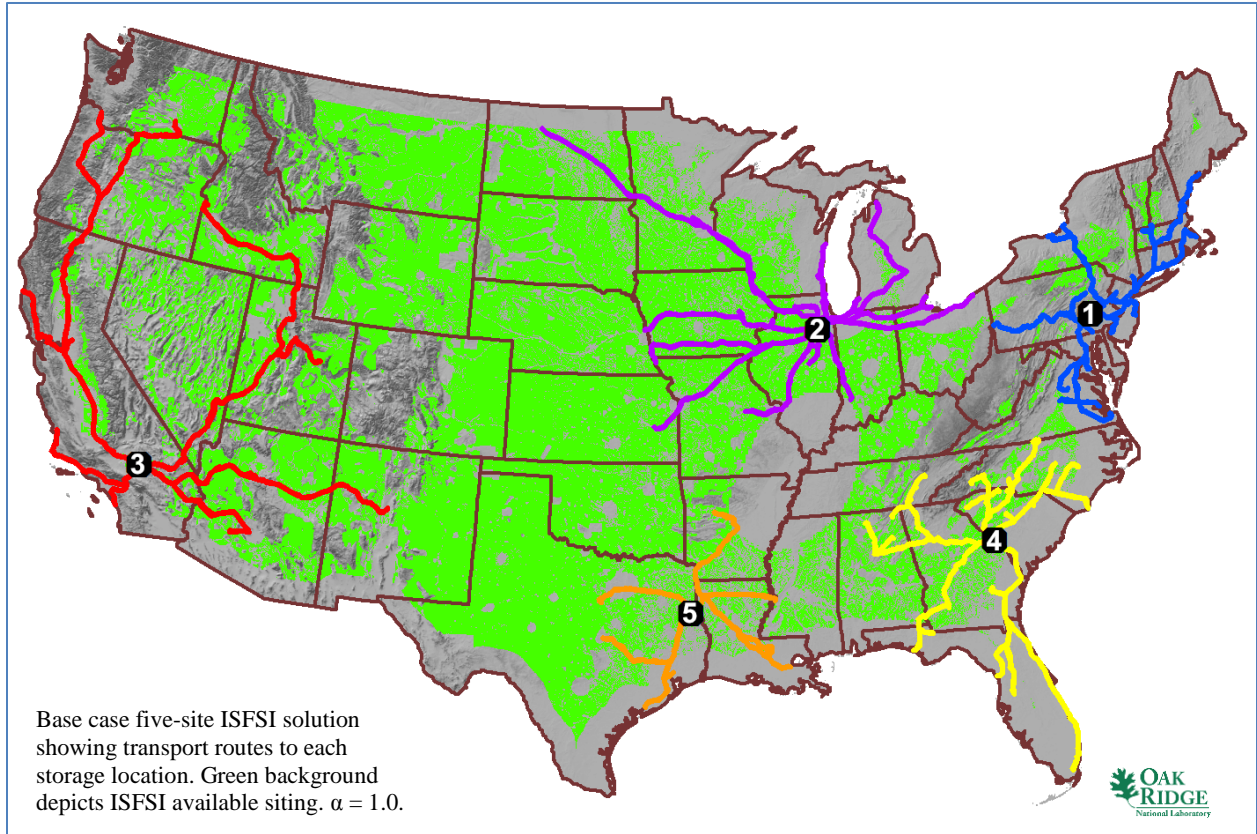 1
2
3
4
5
Base case five-site ISFSI solution
showing transport routes to each
storage location. Green background
depicts ISFSI available siting. α = 1.0.
OAK
RIDGE
National Laboratory